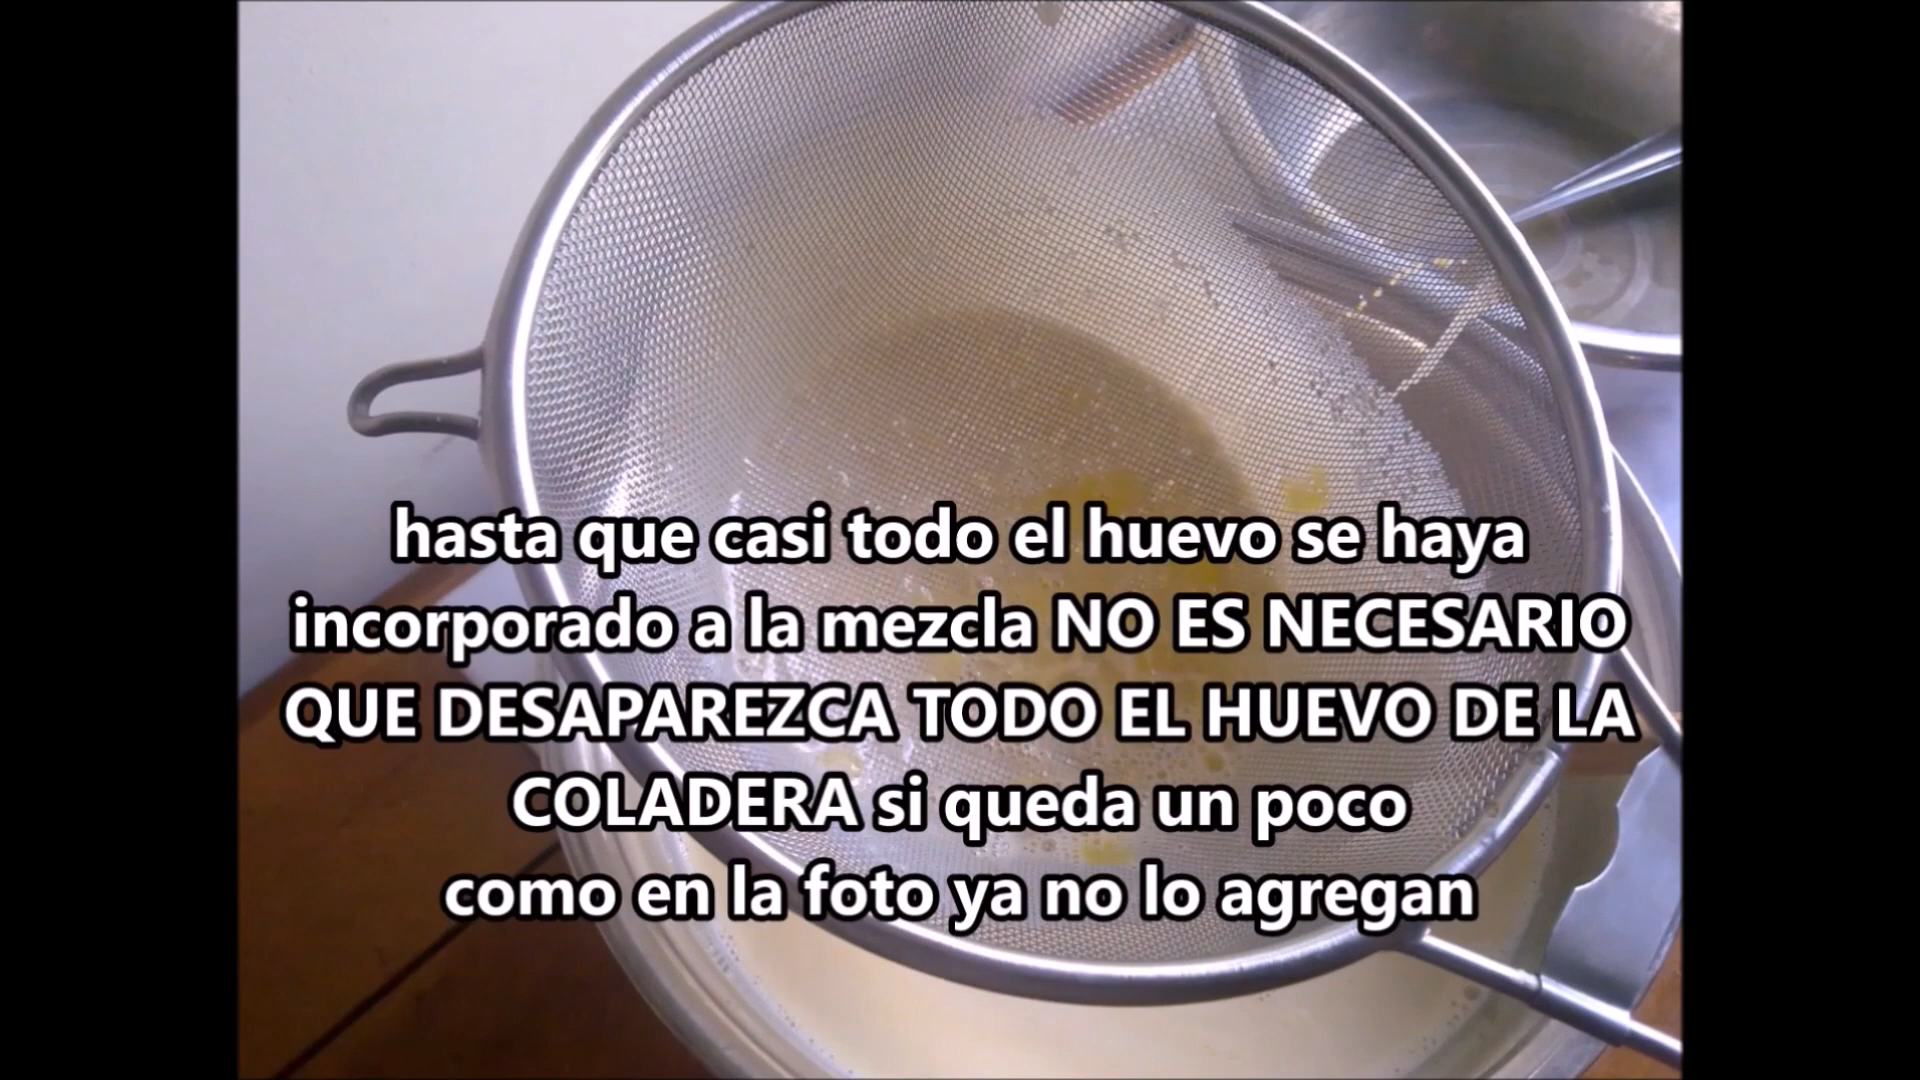 hasta que casi todo el huevo se haya
incorporado a la mezcla NO ES NECESARIO
QUE DESAPAREZCA TODO EL HUEVO DE LA
COLADERA si queda un poco
como en la foto ya no lo agregan